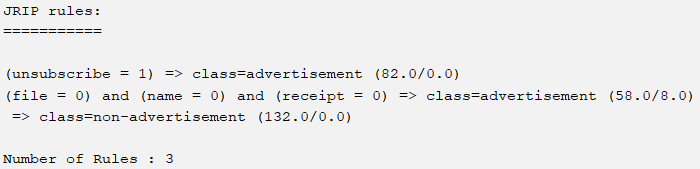 JRIP rules:
===========
(unsubscribe = 1) => class=advertisement (82.0/0.0)
(file = 0) and (name = 0) and (receipt = 0) => class=advertisement (58.0/8.0)
 => class=non-advertisement (132.0/0.0)
Number of Rules : 3